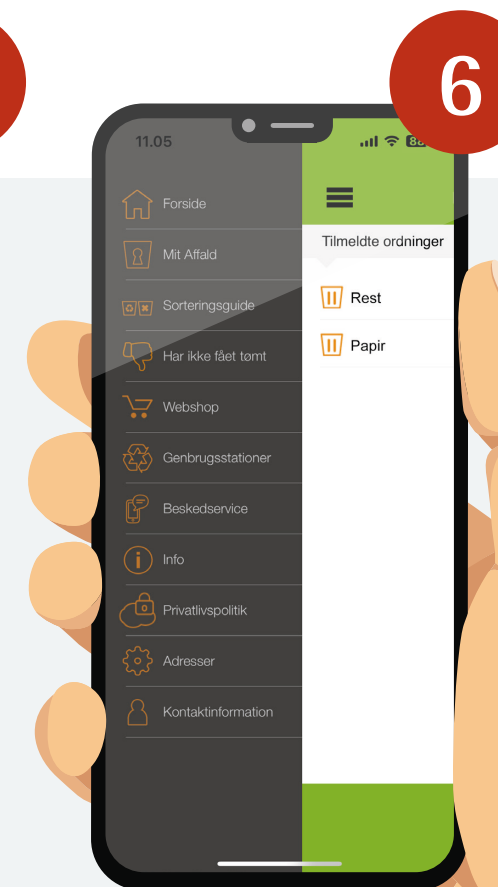 6
11.05
Forside
Mit Affald
Sorteringsguide
Har ikke fået tømt
Webshop
Genbrugsstationer
Beskedservice
Info
Privatlivspolitik
Adresser
Kontaktinformation
Tilmeldte ordninger
Rest
Papir